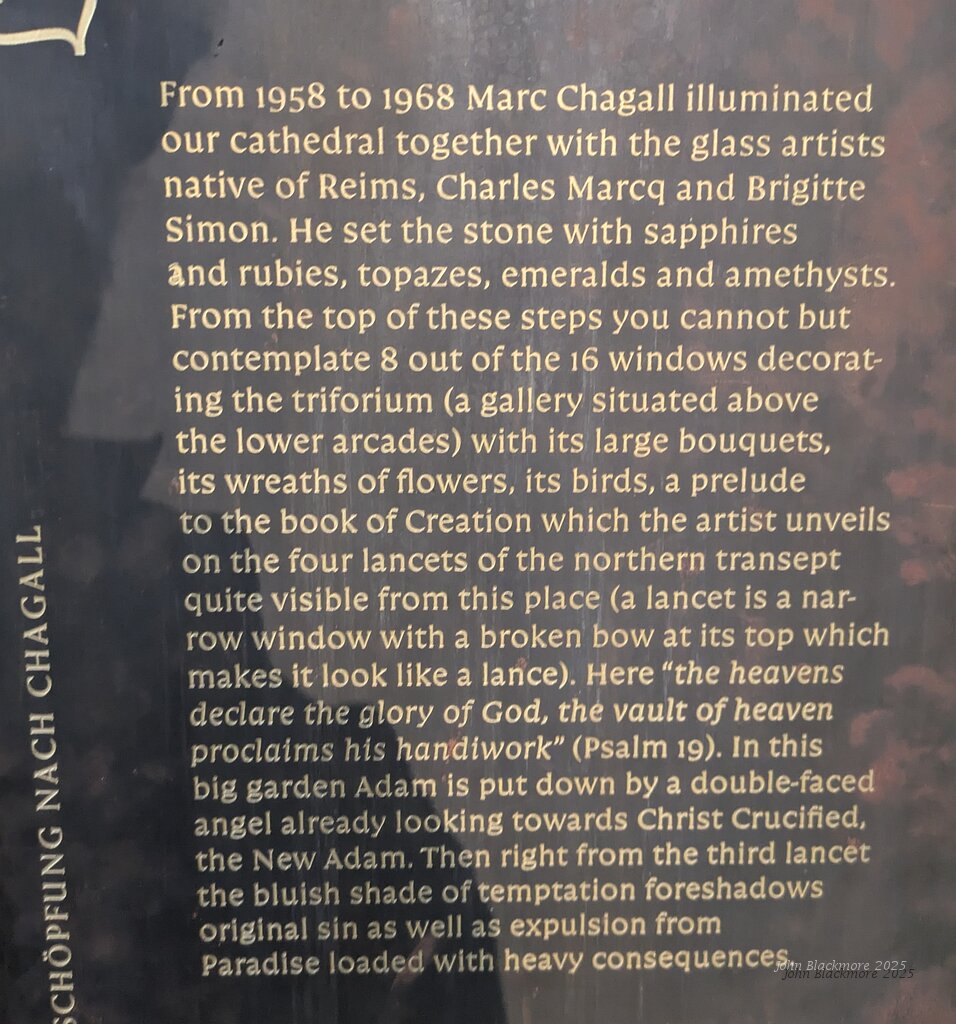 From 1958 to 1968 Marc Chagall illuminated
our cathedral together with the glass artists
native of Reims, Charles Marcq and Brigitte
Simon. He set the stone with sapphires
and rubies, topazes, emeralds and amethysts.
From the top of these steps you cannot but
contemplate 8 out of the 16 windows decorat-
ing the triforium (a gallery situated above
the lower arcades) with its large bouquets,
its wreaths of flowers, its birds, a prelude
to the book of Creation which the artist unveils
on the four lancets of the northern transept
quite visible from this place (a lancet is a nar-
row window with a broken bow at its top which
makes it look like a lance). Here “the heavens
declare the glory of God, the vault of heaven
proclaims his handiwork” (Psalm 19). In this
big garden Adam is put down by a double-faced
angel already looking towards Christ Crucified,
the New Adam. Then right from the third lancet
the bluish shade of temptation foreshadows
original sin as well as expulsion from
Paradise loaded with heavy consequences.
SCHÖPFUNG NACH CHAGALL
John Blackmore 2025